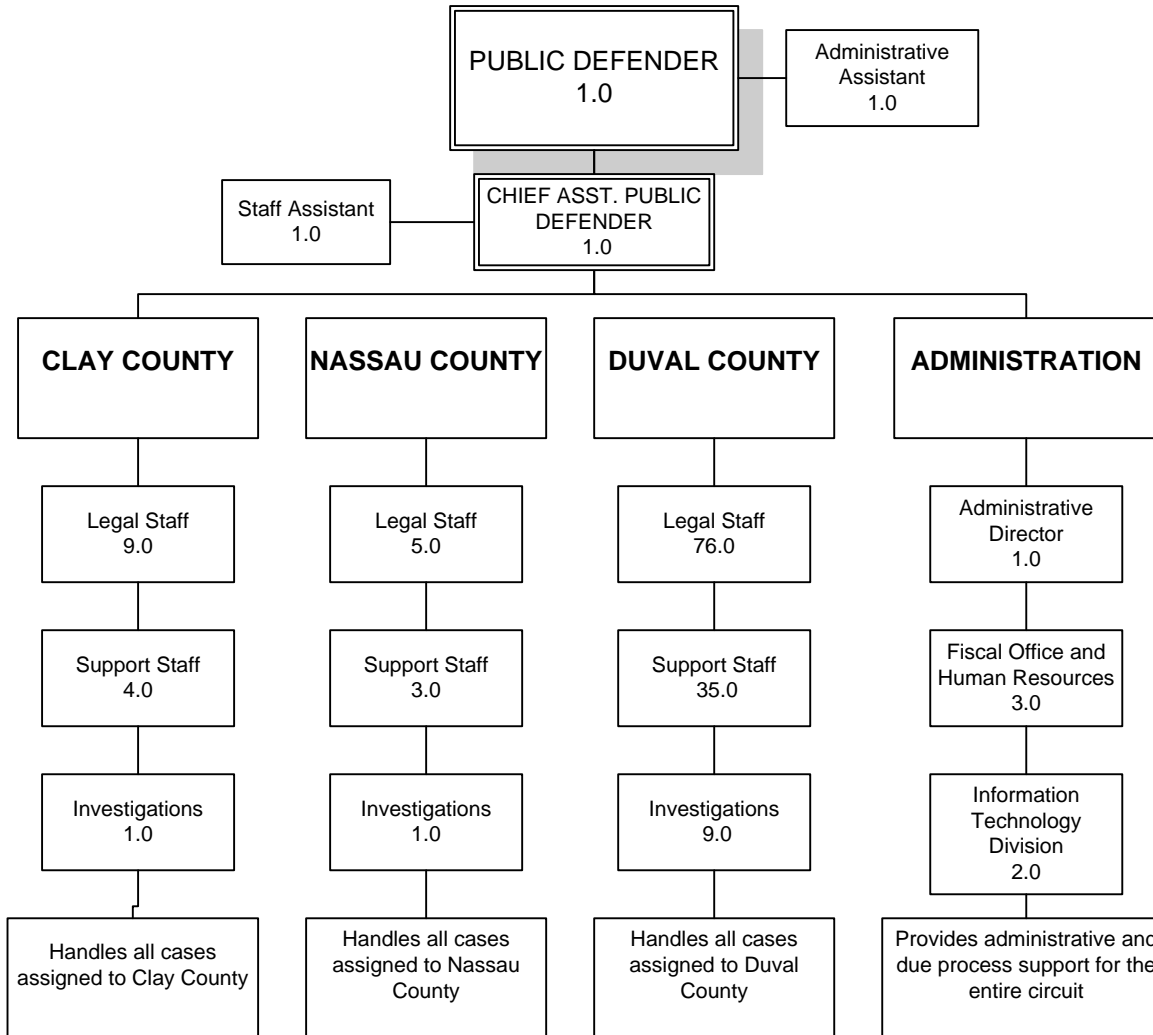 PUBLIC DEFENDER
1.0
Administrative
Assistant
1.0
Staff Assistant
1.0
CHIEF ASST. PUBLIC
DEFENDER
1.0
CLAY COUNTY
NASSAU COUNTY
DUVAL COUNTY
ADMINISTRATION
Legal Staff
9.0
Legal Staff
5.0
Legal Staff
76.0
Administrative
Director
1.0
Support Staff
4.0
Support Staff
3.0
Support Staff
35.0
Fiscal Office and
Human Resources
3.0
Investigations
1.0
Investigations
1.0
Investigations
9.0
Information
Technology
Division
2.0
Handles all cases
assigned to Clay County
Handles all cases
assigned to Nassau
County
Handles all cases
assigned to Duval
County
Provides administrative and
due process support for the
entire circuit